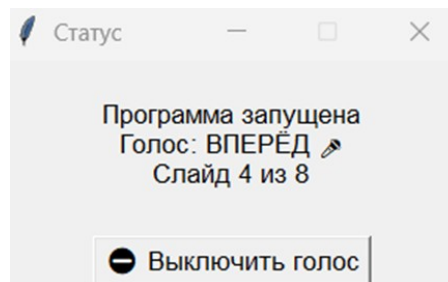 Статус
Программа запущена
Голос: ВПЕРЁД 🎤
Слайд 4 из 8
⛔ Выключить голос